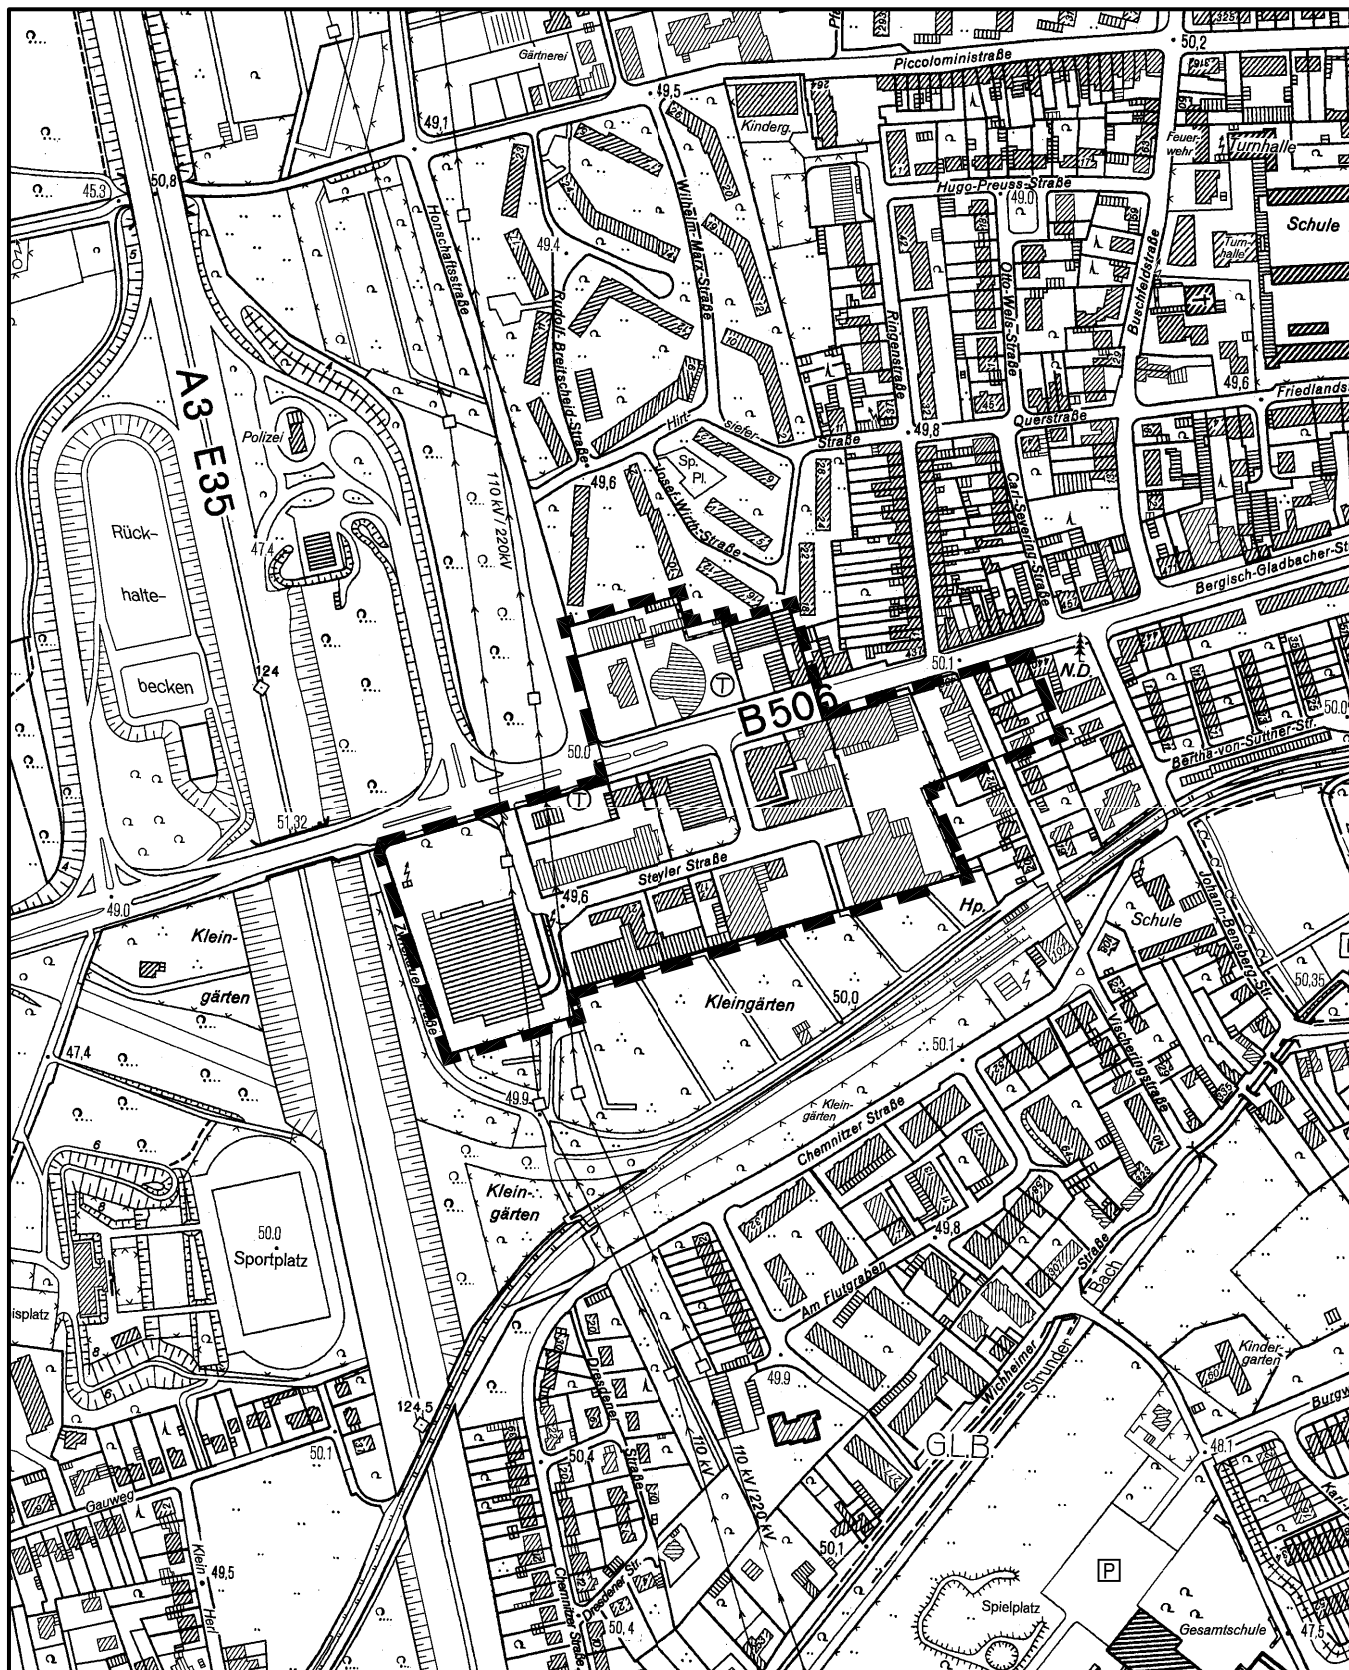 Gärtnerei
Piccoloministraße
50,2
49,5
49,1
Kinderg.
Feuer-
wehr
Turnhalle
45.3
50,8
Hugo-Preuss-Straße
49.0
Schule
Honschaftsstraße
Wilhelm-Marx-Straße
49.4
Turn-
halle
Rudolf-Breitscheid-Straße
Ringenstraße
Otto-Wels-Straße
Buschfeldstraße
A3 E35
Polizei
49,6
Friedlandst
Hirt-
siefer-
Straße
49,8
Querstraße
Sp.
Pl.
49,6
Josef-Wirth-Straße
Carl-Severing-Straße
110 kV/220kV
Rück-
halte-
becken
47,4
Bergisch-Gladbacher-St
124
437
50.1
N.D.
B506
T
50.0
Bertha-von-Suttner-Str.
50.0
T
51,32
Steyler Straße
49,6
49.0
Hp.
Schule
Johann-Bensberg-Str.
Klein-
gärten
Kleingärten
50,0
50,35
47,4
50.1
Vischeringstraße
49.9
Klein-
gärten
Chemnitzer Straße
Klein-
gärten
50.0
Sportplatz
49,8
Am Flutgraben
Straße
Bach
Wichheimer
Strunder
Kinder-
garten
Dresdener
Straße
49.9
124,5
50.1
50,4
110 kV
110 kV/220 kV
G.L.B.
48.1
Burgw
Gauweg
Klein
Herl
49,5
50,1
Karl-
P
Dresdener Str.
Chemnitzer Straße
50,4
Spielplatz
Gesamtschule
47,5